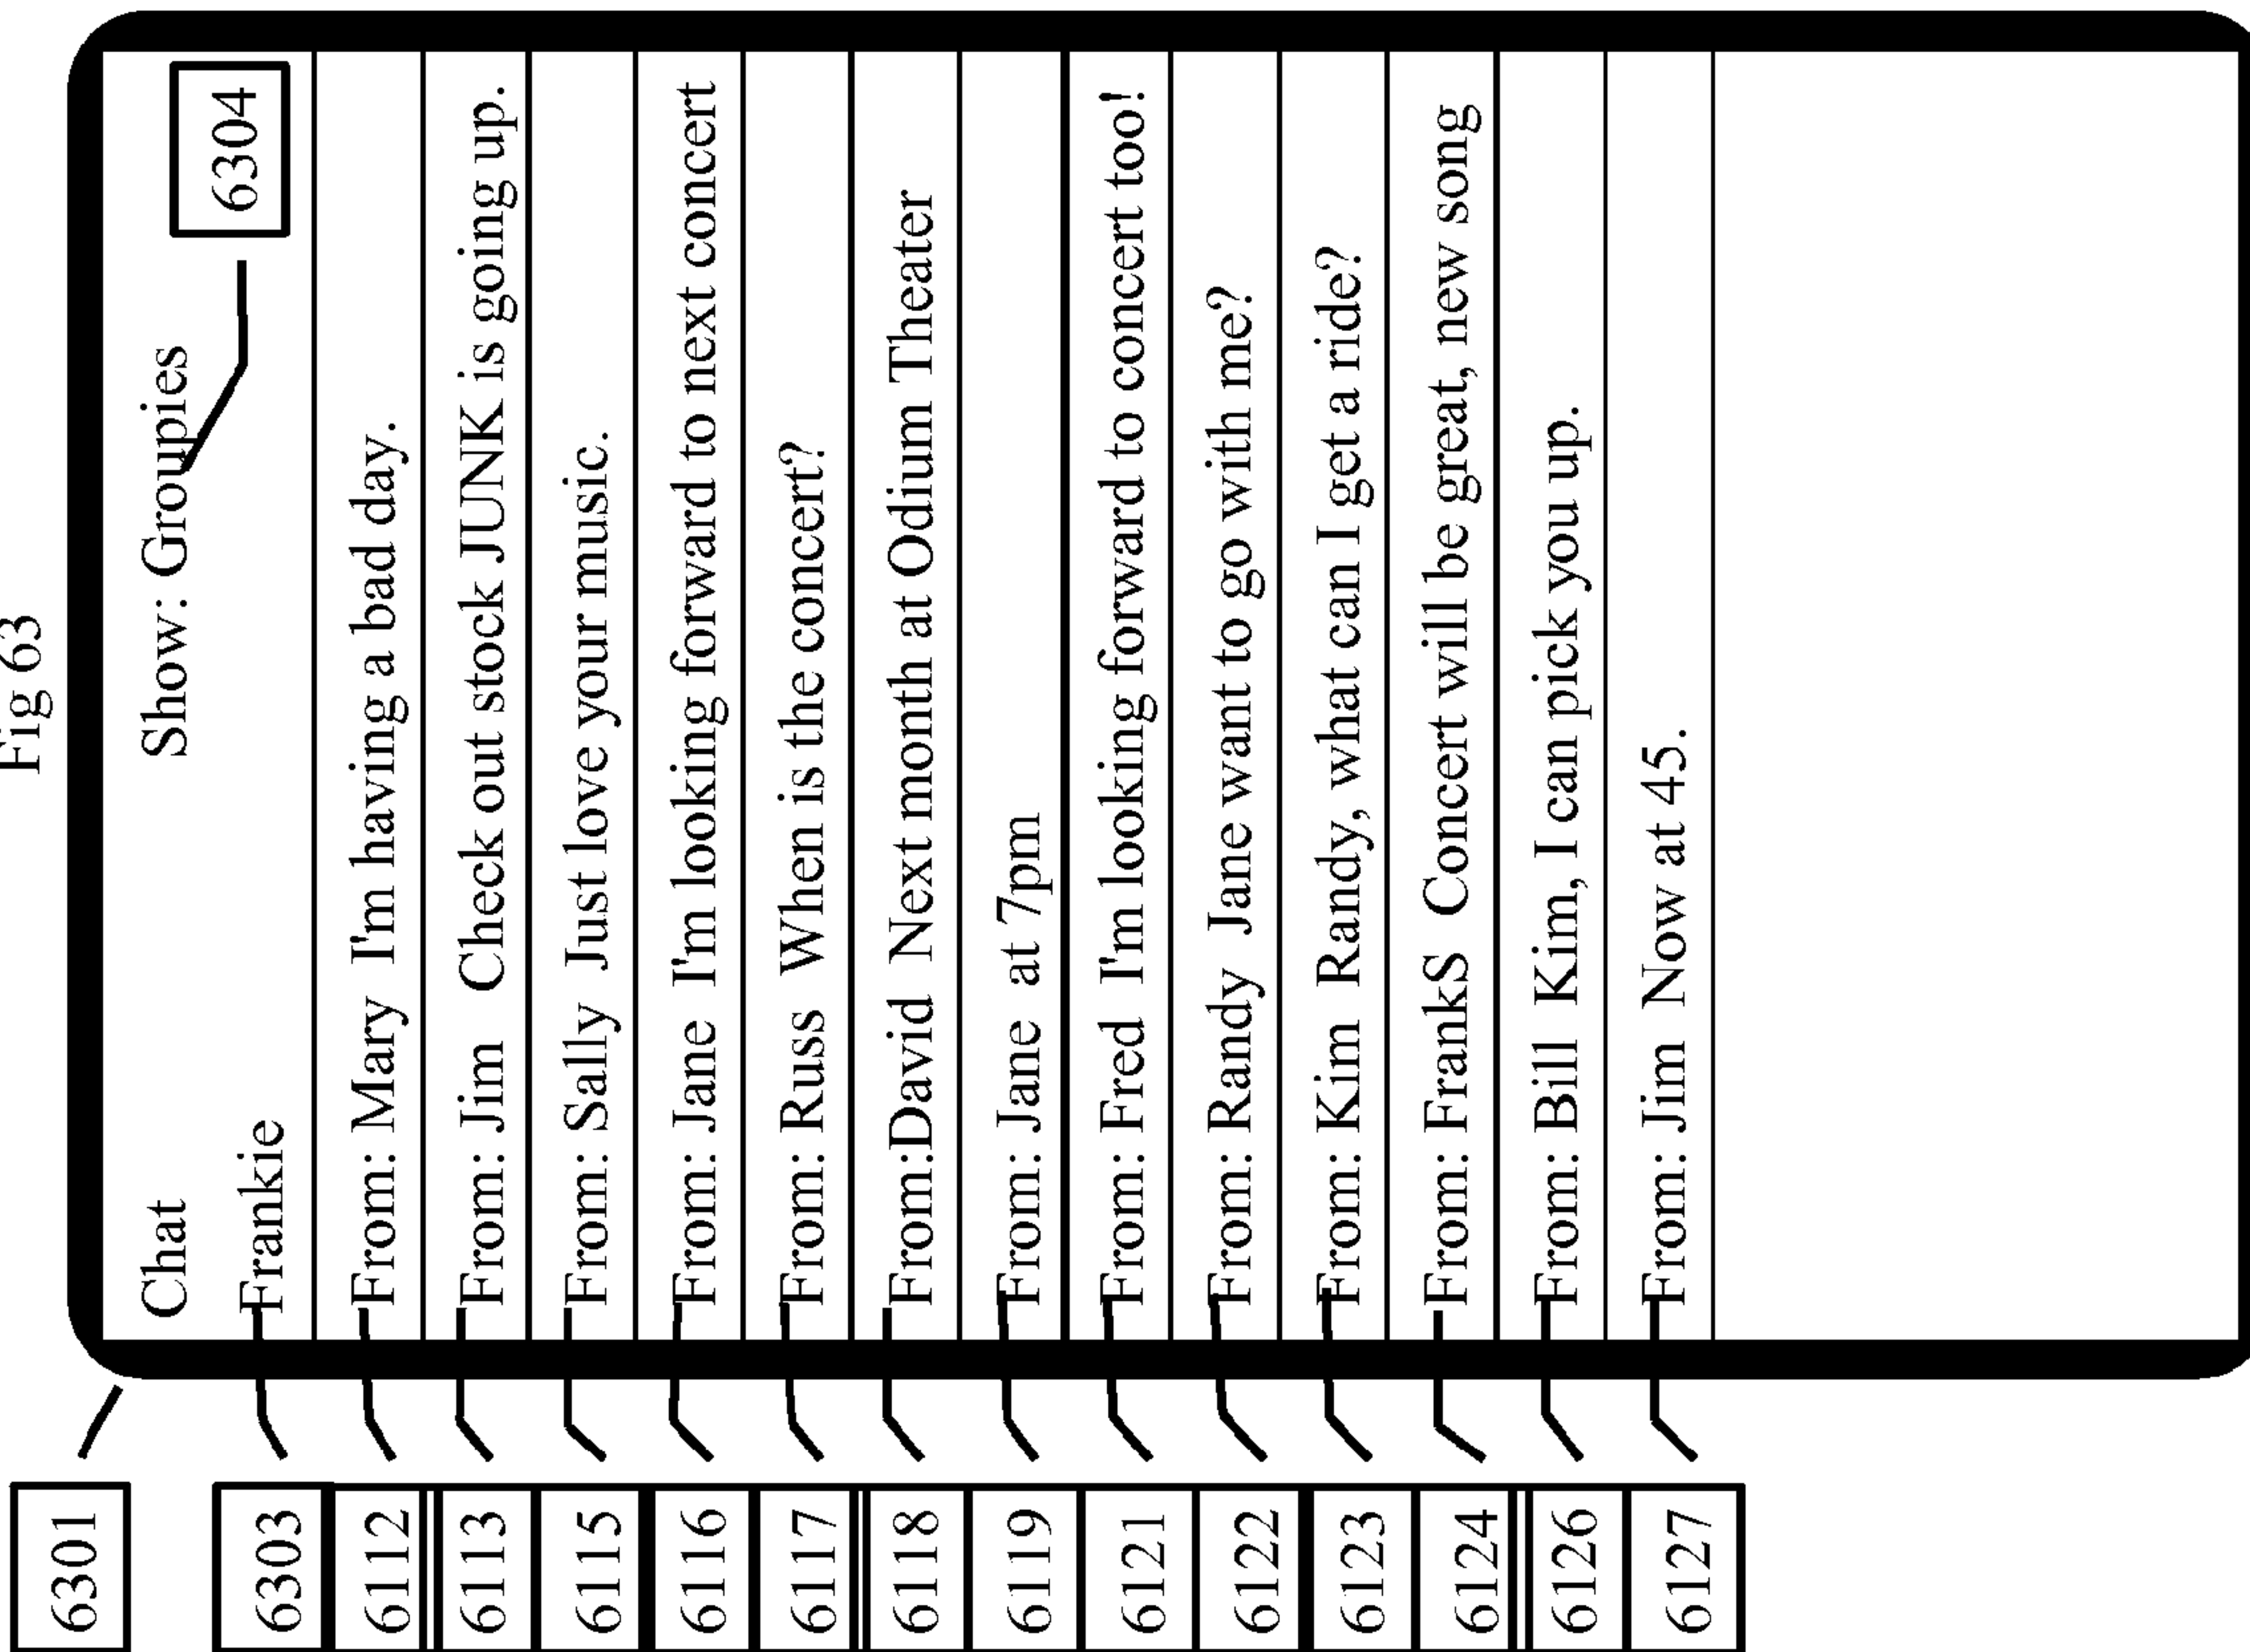 Fig 63
6301 Chat Show: Groupies
6303 Frankie 6304
6112 From: Mary I'm having a bad day.
6113 From: Jim Check out stock JUNK is going up.
6115 From: Sally Just love your music.
6116 From: Jane I'm looking forward to next concert
6117 From: Russ When is the concert?
6118 From:David Next month at Odium Theater
6119 From: Jane at 7pm
6121 From: Fred I'm looking forward to concert too!
6122 From: Randy Jane want to go with me?
6123 From: Kim Randy, what can I get a ride?
6124 From: FrankS Concert will be great, new song
6126 From: Bill Kim, I can pick you up.
6127 From: Jim Now at 45.